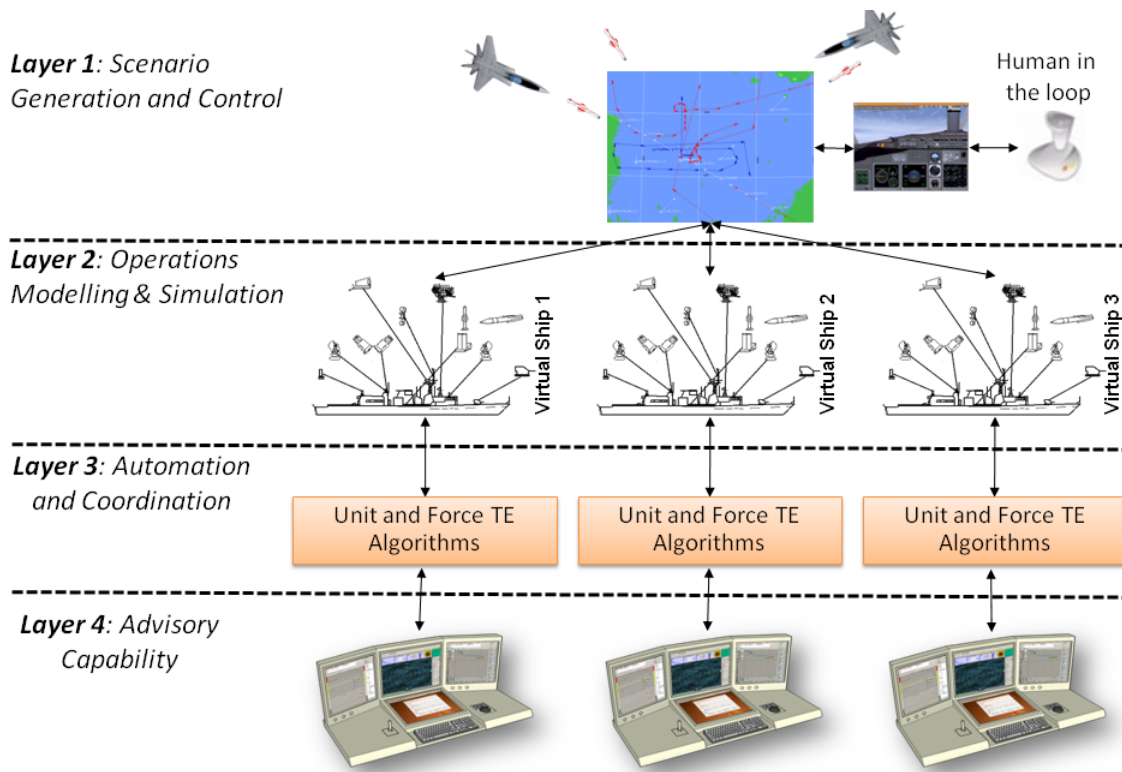 Layer 1: Scenario
Generation and Control
Human in
the loop
Layer 2: Operations
Modelling & Simulation
Virtual Ship 1
Virtual Ship 2
Virtual Ship 3
Layer 3: Automation
and Coordination
Unit and Force TE
Algorithms
Unit and Force TE
Algorithms
Unit and Force TE
Algorithms
Layer 4: Advisory
Capability